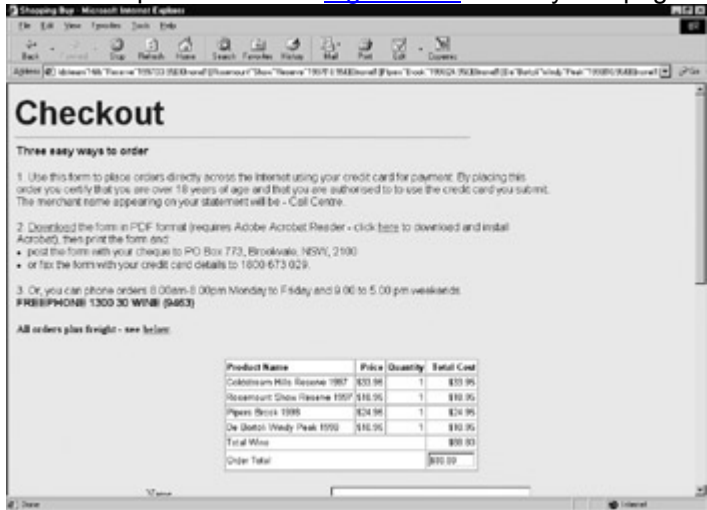 Shopping Buy - Microsoft Internet Explorer
File Edit View Favorites Tools Help
Back Forward Stop Refresh Home Search Favorites History Mail Print Edit Discuss
Address
Go
Checkout
Three easy ways to order
1. Use this form to place orders directly across the Internet using your credit card for payment. By placing this
order you certify that you are over 18 years of age and that you are authorised to to use the credit card you submit.
The merchant name appearing on your statement will be - Call Centre.
2. Download the form in PDF format (requires Adobe Acrobat Reader - click here to download and install
Acrobat), then print the form and:
• post the form with your cheque to PO Box 773, Brookvale, NSW, 2100
• or fax the form with your credit card details to 1800 673 029.
3. Or, you can phone orders 8.00am-8.00pm Monday to Friday and 9.00 to 5.00 pm weekends
FREEPHONE 1300 30 WINE (9463)
All orders plus freight - see below.
Product Name Price Quantity Total Cost
Coldstream Hills Reserve 1997 $33.95 1 $33.95
Rosemount Show Reserve 1997 1
Pipers Brook 1998 $24.95 1 $24.95
De Bortoli Windy Peak 1 
Total Wine
Order Total:
Name
Done
Internet